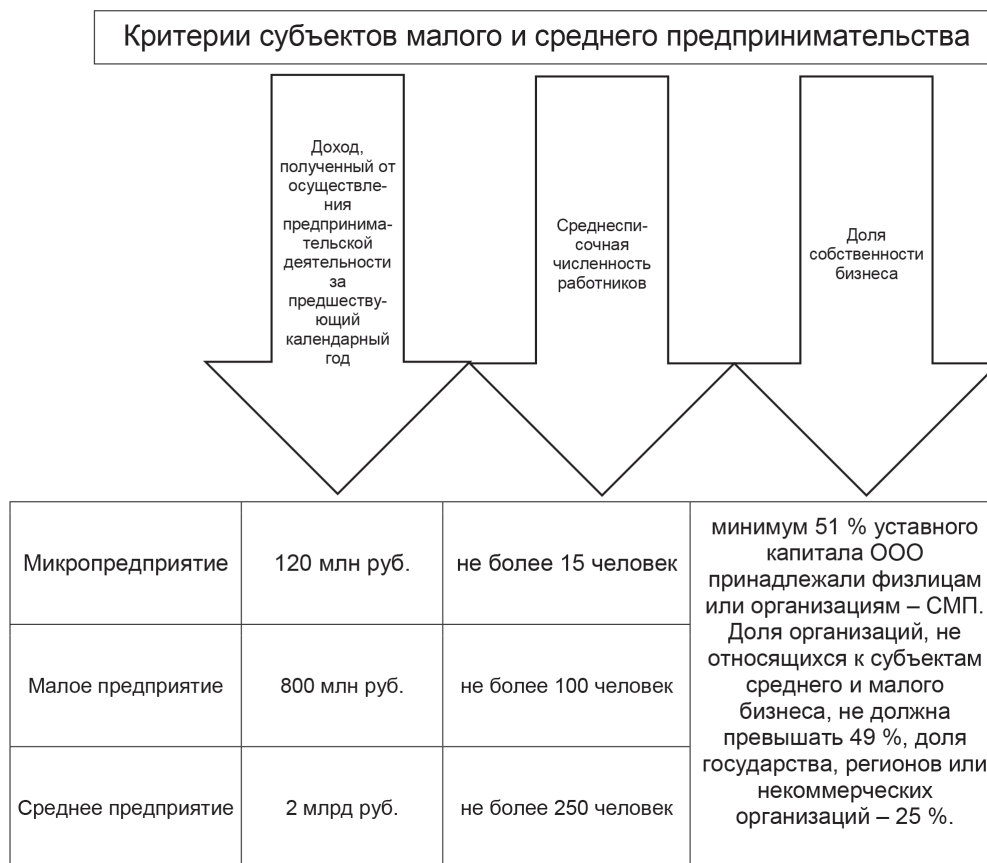 Критерии субъектов малого и среднего предпринимательства
Доход,
полученный от
осуществле-
ния
предпринима-
тельской
деятельности
за
предшеству-
ющий
календарный
год
Среднеспи-
сочная
численность
работников
Доля
собственности
бизнеса
Микропредприятие
120 млн руб.
не более 15 человек
Малое предприятие
800 млн руб.
не более 100 человек
Среднее предприятие
2 млрд руб.
не более 250 человек
минимум 51 % уставного
капитала ООО
принадлежали физлицам
или организациям – СМП.
Доля организаций, не
относящихся к субъектам
среднего и малого
бизнеса, не должна
превышать 49 %, доля
государства, регионов или
некоммерческих
организаций – 25 %.